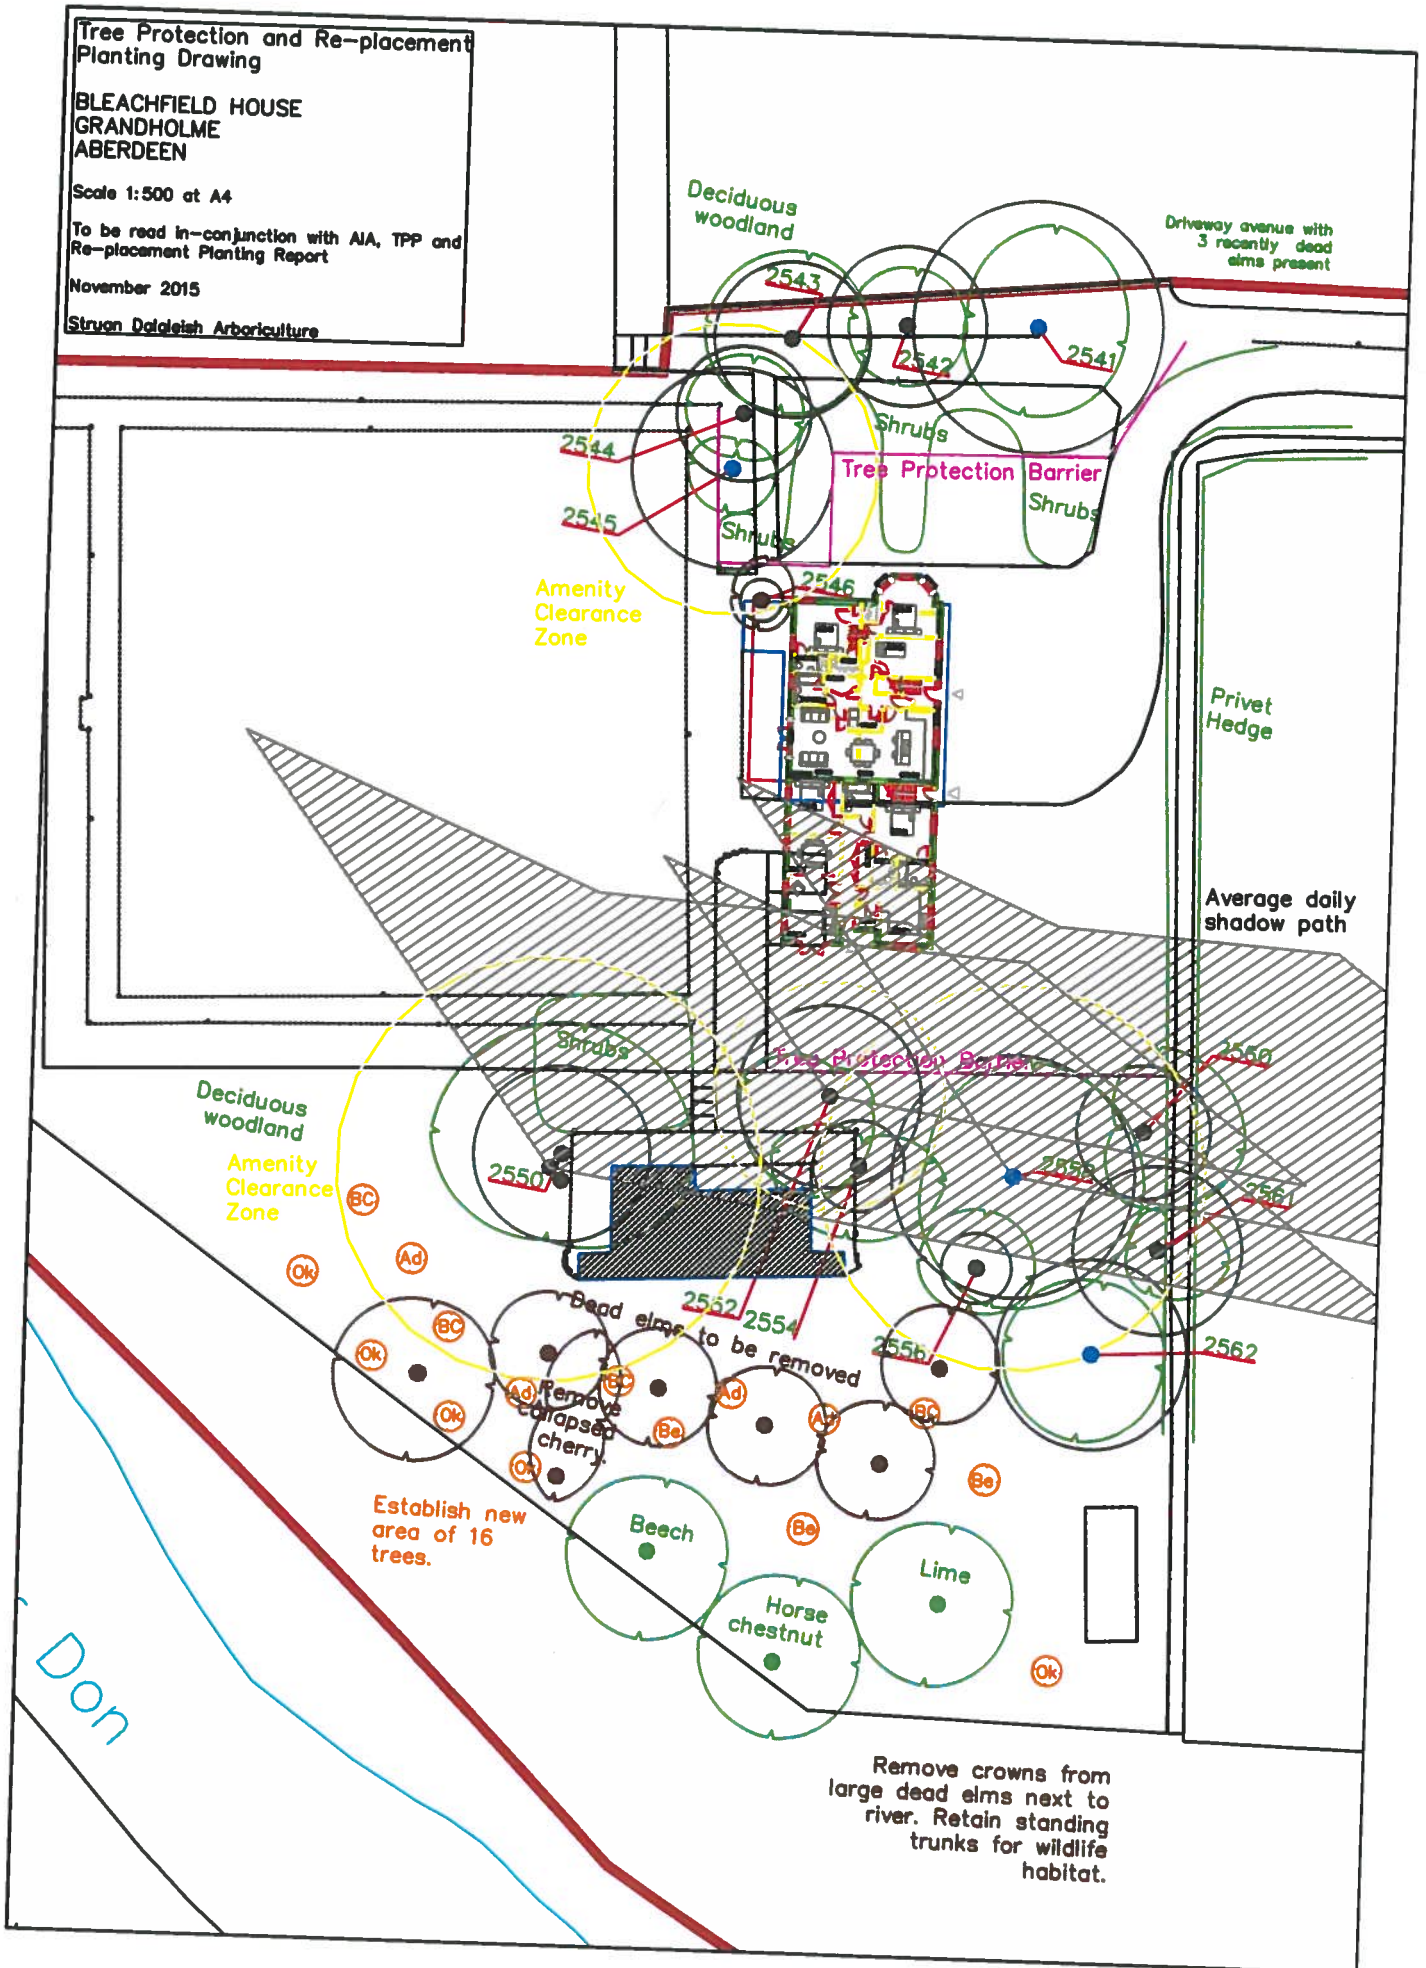 Tree Protection and Re-placement
Planting Drawing
BLEACHFIELD HOUSE
GRANDHOLME
ABERDEEN
Scale 1:500 at A4
To be read in-conjunction with AIA, TPP and
Re-placement Planting Report
November 2015
Struan Dalgleish Arboriculture
Deciduous
woodland
Driveway avenue with
3 recently dead
elms present
2543
2542
2541
2544
2545
Shrubs
Tree Protection Barrier
Shrubs
Shrubs
2546
Amenity
Clearance
Zone
Privet
Hedge
Average daily
shadow path
Shrubs
Tree Protection Barrier
2560
Deciduous
woodland
Amenity
Clearance
Zone
2550
2561
BC
Ad
Ok
2552
2554
2556
2562
Dead elms to be removed
BC
Ok
Ok
Ad
BC
Remove
collapsed
cherry.
Ok
Be
Ad
Ad
BC
Be
Be
Establish new
area of 16
trees.
Beech
Lime
Horse
chestnut
Ok
Don
Remove crowns from
large dead elms next to
river. Retain standing
trunks for wildlife
habitat.